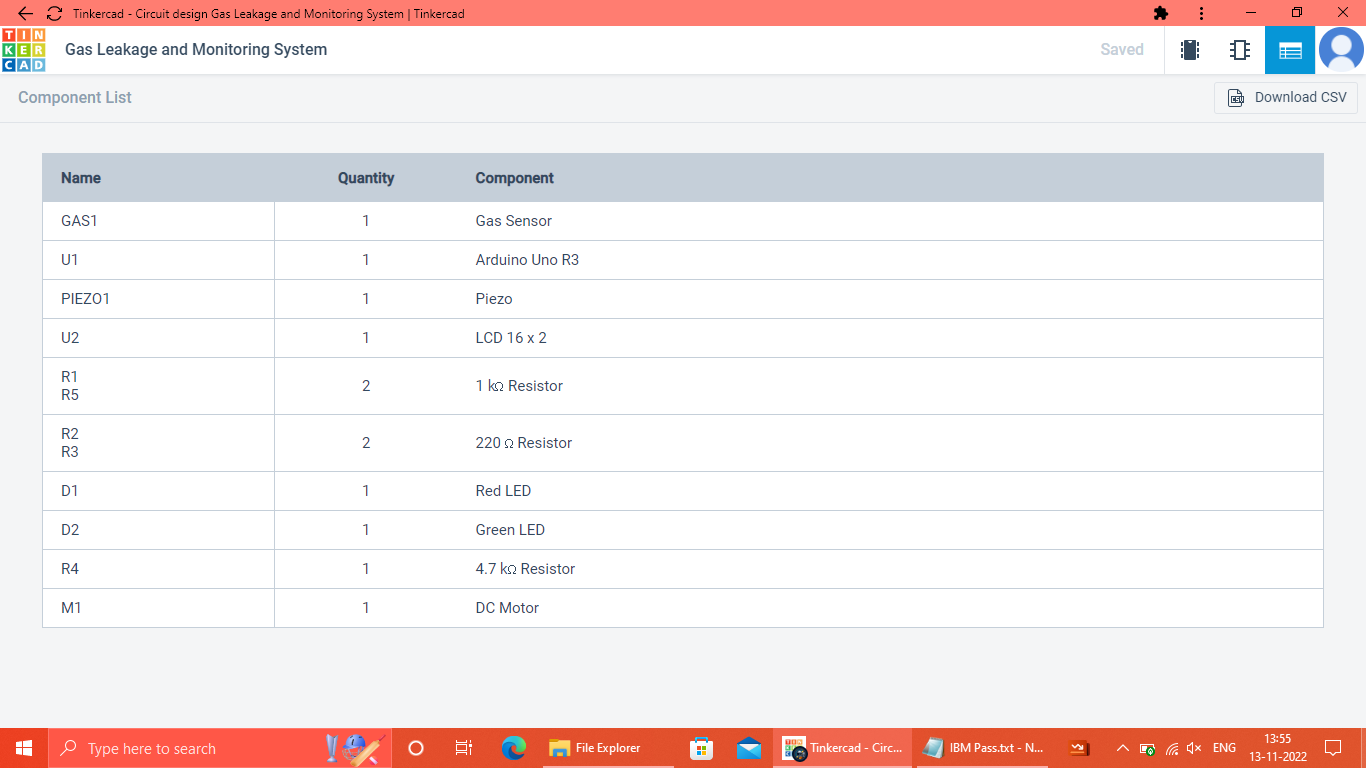 Tinkercad - Circuit design Gas Leakage and Monitoring System | Tinkercad
TIN
KER
CAD
Gas Leakage and Monitoring System
Saved
Component List
Download CSV
Name Quantity Component
GAS1 1 Gas Sensor
U1 1 Arduino Uno R3
PIEZO1 1 Piezo
U2 1 LCD 16 x 2
R1
R5
2 1 kΩ Resistor
R2
R3
2 220 Ω Resistor
D1 1 Red LED
D2 1 Green LED
R4 1 4.7 kΩ Resistor
M1 1 DC Motor
Type here to search
File Explorer
Tinkercad - Circ...
IBM Pass.txt - N...
ENG
13:55
13-11-2022